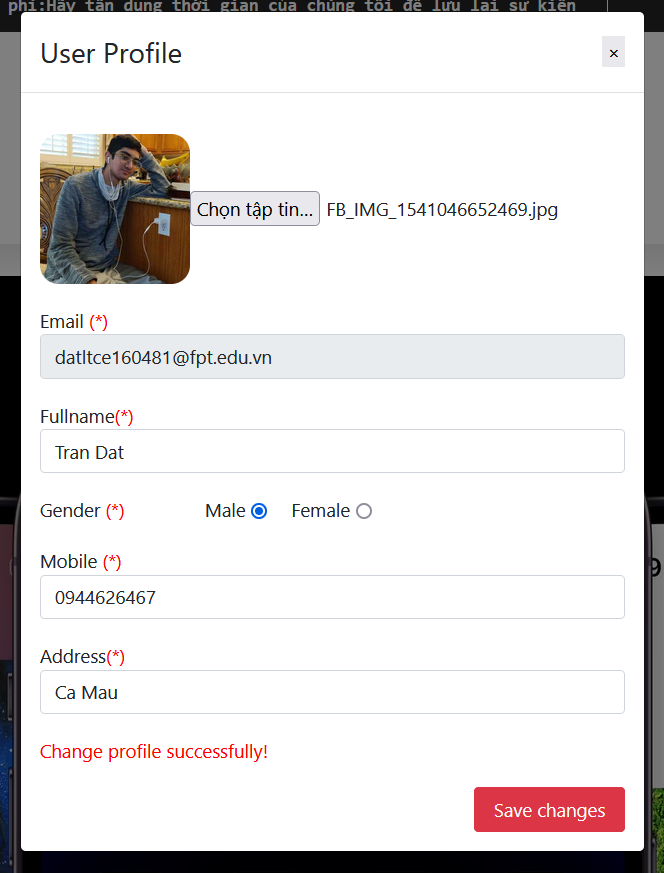 phí:Hãy tận dụng thời gian của chúng tôi để lưu lại sự kiện
User Profile
×
Chọn tập tin... FB_IMG_1541046652469.jpg
Email (*)
datltce160481@fpt.edu.vn
Fullname(*)
Tran Dat
Gender (*) Male Female
Mobile (*)
0944626467
Address(*)
Ca Mau
Change profile successfully!
Save changes